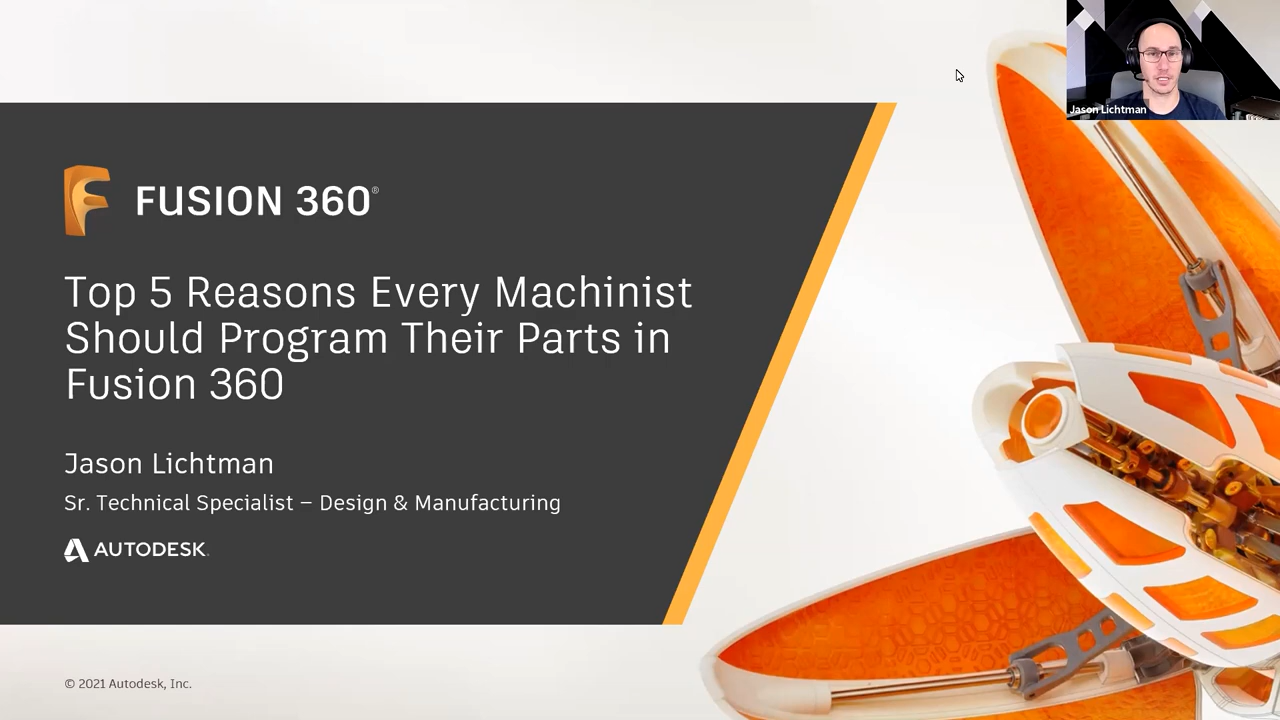 Jason Lichtman
FUSION 360®
Top 5 Reasons Every Machinist
Should Program Their Parts in
Fusion 360
Jason Lichtman
Sr. Technical Specialist – Design & Manufacturing
AUTODESK.
© 2021 Autodesk, Inc.